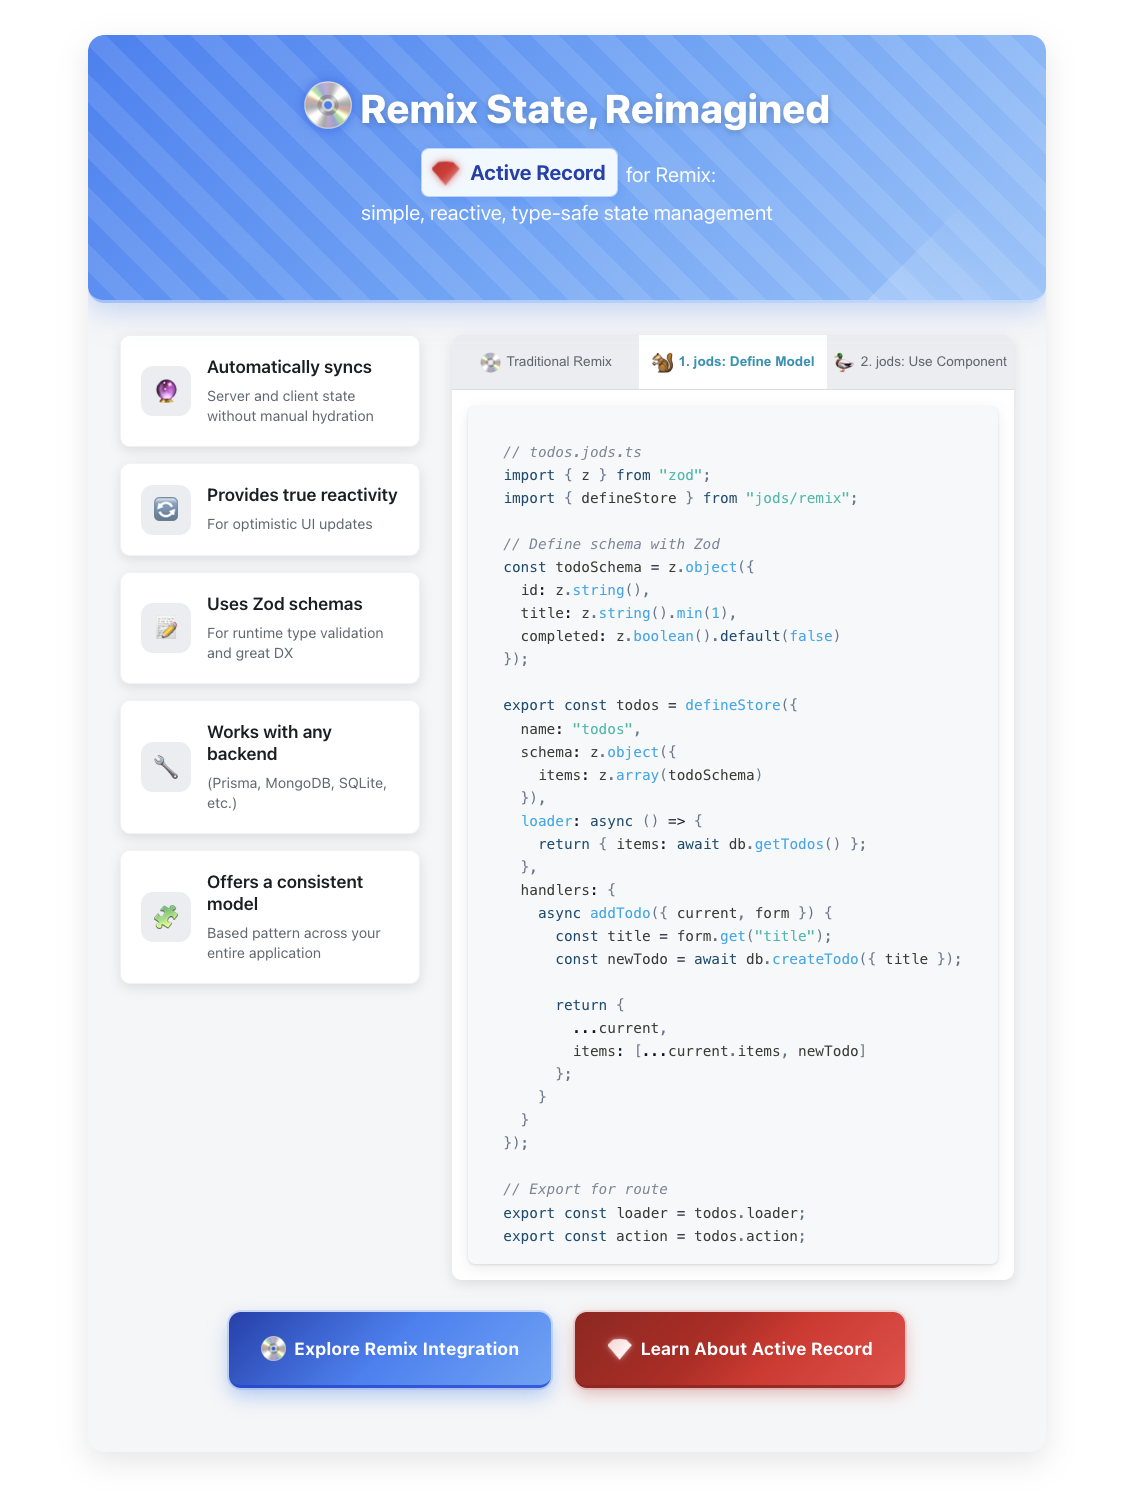 Remix State, Reimagined
Active Record for Remix:
simple, reactive, type-safe state management
Automatically syncs
Server and client state
without manual hydration
Provides true reactivity
For optimistic UI updates
Uses Zod schemas
For runtime type validation
and great DX
Works with any
backend
(Prisma, MongoDB, SQLite,
etc.)
Offers a consistent
model
Based pattern across your
entire application
Traditional Remix
1. jods: Define Model
2. jods: Use Component
// todos.jods.ts
import { z } from "zod";
import { defineStore } from "jods/remix";
// Define schema with Zod
const todoSchema = z.object({
  id: z.string(),
  title: z.string().min(1),
  completed: z.boolean().default(false)
});
export const todos = defineStore({
  name: "todos",
  schema: z.object({
    items: z.array(todoSchema)
  }),
  loader: async () => {
    return { items: await db.getTodos() };
  },
  handlers: {
    async addTodo({ current, form }) {
      const title = form.get("title");
      const newTodo = await db.createTodo({ title });
      return {
        ...current,
        items: [...current.items, newTodo]
      };
    }
  }
});
// Export for route
export const loader = todos.loader;
export const action = todos.action;
Explore Remix Integration
Learn About Active Record